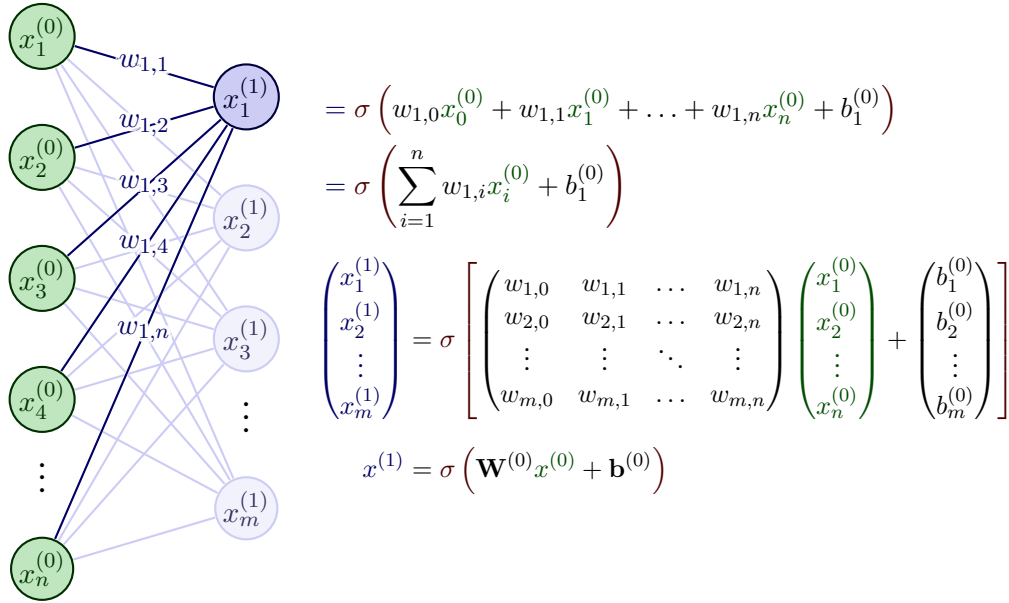 x_1^{(0)}
x_2^{(0)}
x_3^{(0)}
x_4^{(0)}
⋮
x_n^{(0)}
w_{1,1}
w_{1,2}
w_{1,3}
w_{1,4}
w_{1,n}
x_1^{(1)}
x_2^{(1)}
x_3^{(1)}
⋮
x_m^{(1)}
= σ ( w_{1,0} x_0^{(0)} + w_{1,1} x_1^{(0)} + … + w_{1,n} x_n^{(0)} + b_1^{(0)} )
= σ ( ∑_{i=1}^{n} w_{1,i} x_i^{(0)} + b_1^{(0)} )
( x_1^{(1)} x_2^{(1)} ⋮ x_m^{(1)} ) = σ [ ( w_{1,0} w_{1,1} … w_{1,n} w_{2,0} w_{2,1} … w_{2,n} ⋮ ⋮ ⋱ ⋮ w_{m,0} w_{m,1} … w_{m,n} ) ( x_1^{(0)} x_2^{(0)} ⋮ x_n^{(0)} ) + ( b_1^{(0)} b_2^{(0)} ⋮ b_m^{(0)} ) ]
x^{(1)} = σ ( W^{(0)} x^{(0)} + b^{(0)} )